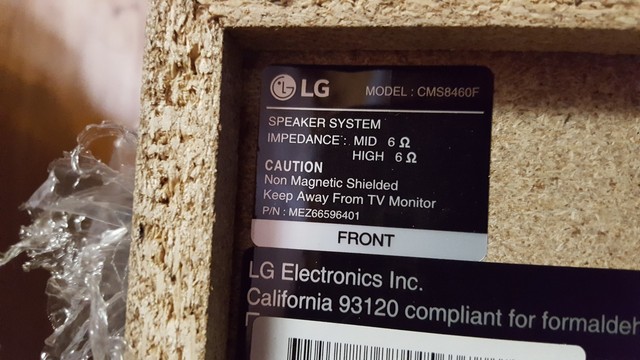 LG MODEL : CMS8460F
SPEAKER SYSTEM
IMPEDANCE : MID 6 Ω
HIGH 6 Ω
CAUTION
Non Magnetic Shielded
Keep Away From TV Monitor
P/N : MEZ66596401
FRONT
LG Electronics Inc.
California 93120 compliant for